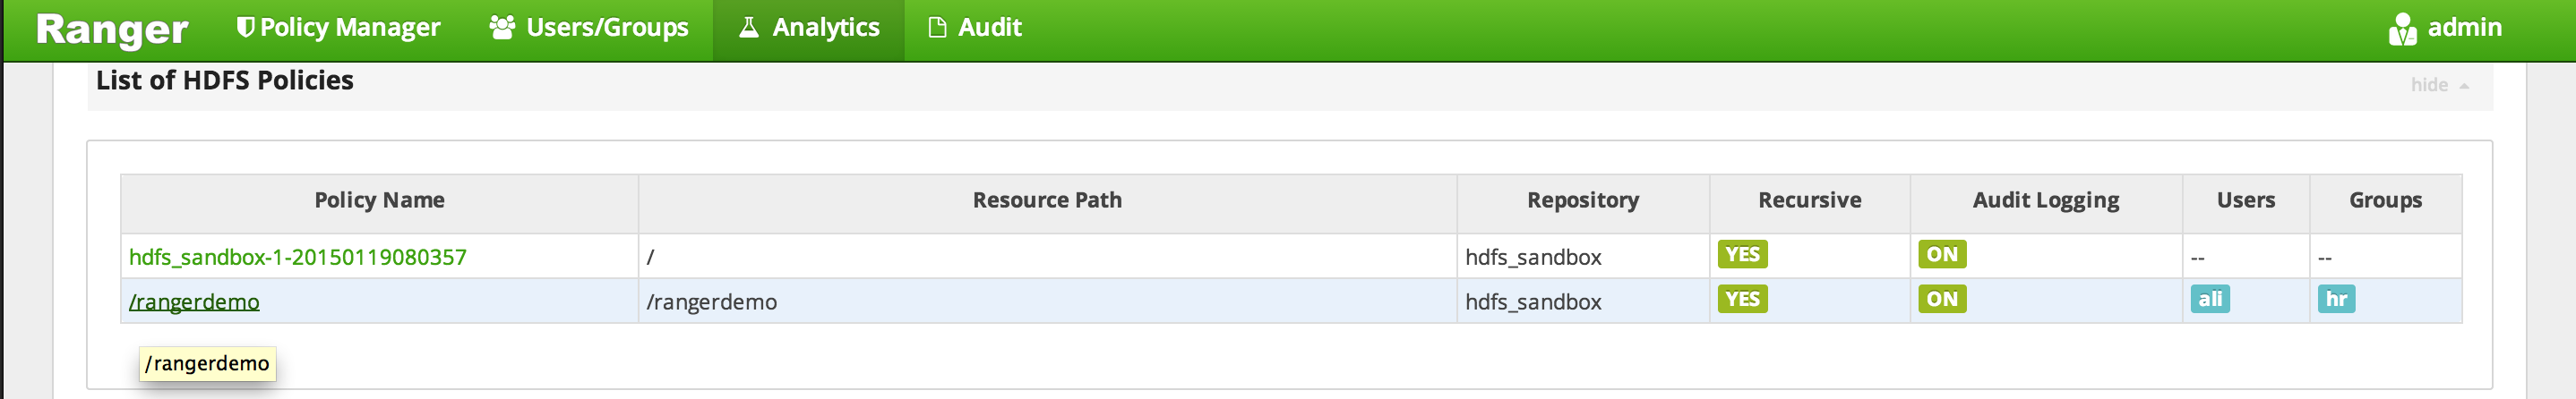 Ranger Policy Manager Users/Groups Analytics Audit admin
List of HDFS Policies hide
Policy Name Resource Path Repository Recursive Audit Logging Users Groups
hdfs_sandbox-1-20150119080357 / hdfs_sandbox YES ON -- --
/rangerdemo /rangerdemo hdfs_sandbox YES ON ali hr
/rangerdemo